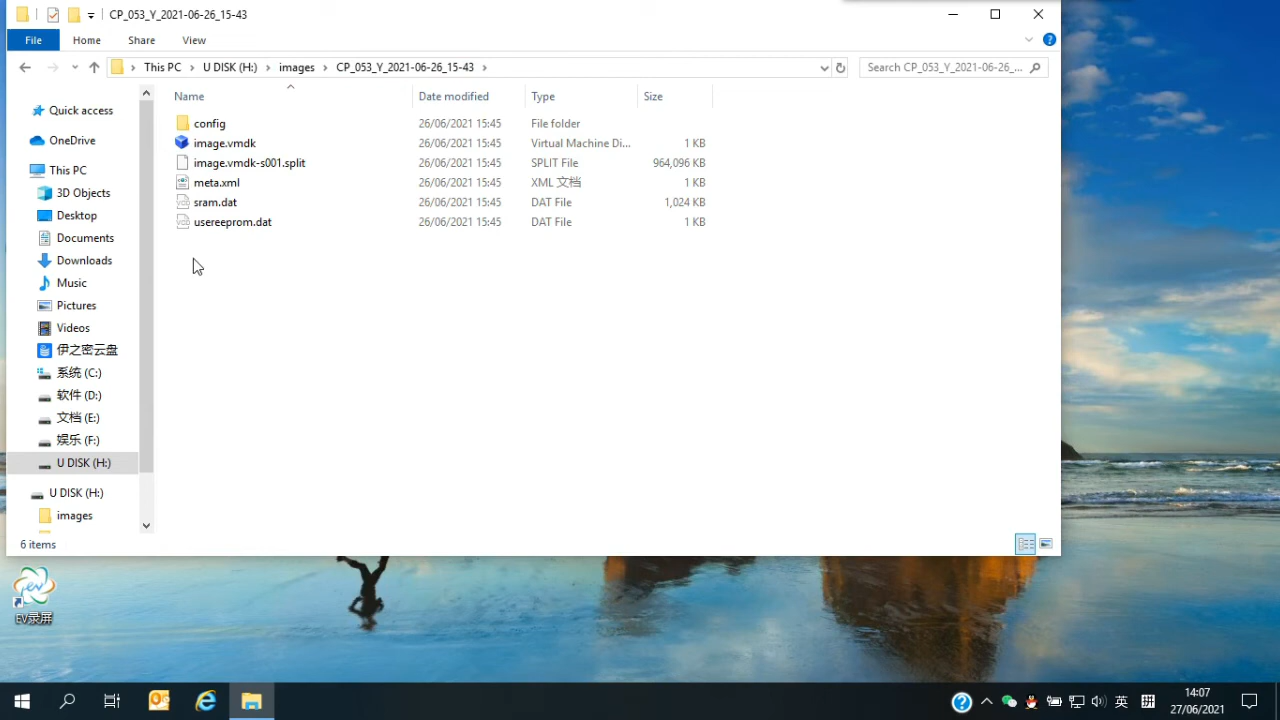 CP_053_Y_2021-06-26_15-43
File Home Share View
This PC U DISK (H:) images CP_053_Y_2021-06-26_15-43
Search CP_053_Y_2021-06-26_...
Name Date modified Type Size
config 26/06/2021 15:45 File folder
image.vmdk 26/06/2021 15:45 Virtual Machine Di... 1 KB
image.vmdk-s001.split 26/06/2021 15:45 SPLIT File 964,096 KB
meta.xml 26/06/2021 15:45 XML 文档 1 KB
sram.dat 26/06/2021 15:45 DAT File 1,024 KB
usereeprom.dat 26/06/2021 15:45 DAT File 1 KB
Quick access
OneDrive
This PC
3D Objects
Desktop
Documents
Downloads
Music
Pictures
Videos
伊之密云盘
系统 (C:)
软件 (D:)
文档 (E:)
娱乐 (F:)
U DISK (H:)
U DISK (H:)
images
6 items
EV录屏
英 拼
14:07
27/06/2021